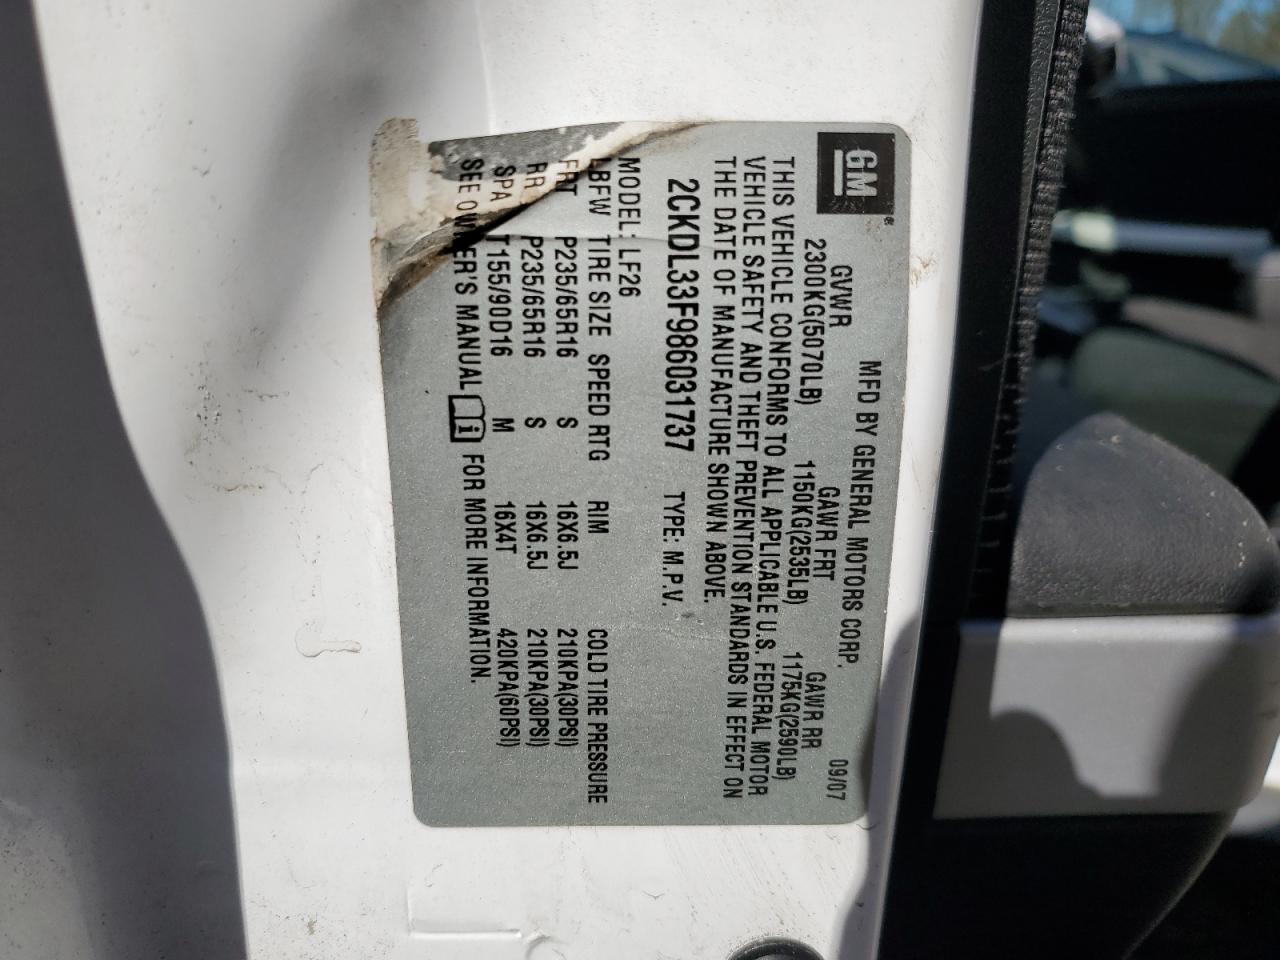 GM®
MFD BY GENERAL MOTORS CORP. 09/07
GVWR GAWR FRT GAWR RR
2300KG(5070LB) 1150KG(2535LB) 1175KG(2590LB)
THIS VEHICLE CONFORMS TO ALL APPLICABLE U.S. FEDERAL MOTOR
VEHICLE SAFETY AND THEFT PREVENTION STANDARDS IN EFFECT ON
THE DATE OF MANUFACTURE SHOWN ABOVE.
2CKDL33F986031737 TYPE: M.P.V.
MODEL: LF26
LBFW TIRE SIZE SPEED RTG RIM COLD TIRE PRESSURE
FRT P235/65R16 S 16X6.5J 210KPA(30PSI)
RR P235/65R16 S 16X6.5J 210KPA(30PSI)
SPA T155/90D16 M 16X4T 420KPA(60PSI)
SEE OWNER'S MANUAL i FOR MORE INFORMATION.